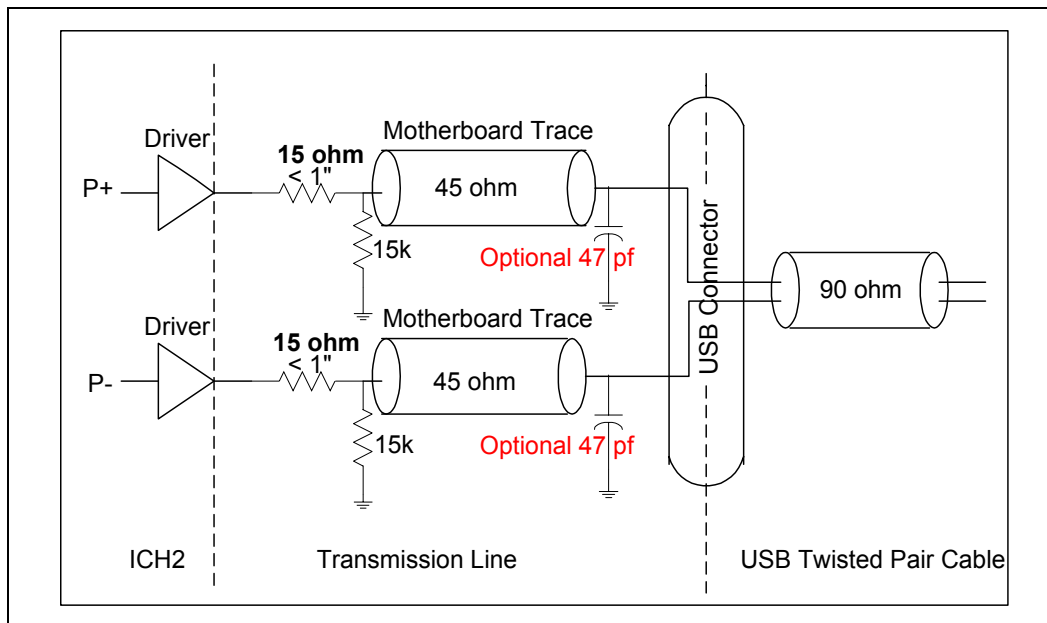 Motherboard Trace
Driver
15 ohm
< 1"
P+
45 ohm
15k
Optional 47 pf
USB Connector
90 ohm
Motherboard Trace
Driver
15 ohm
< 1"
P-
45 ohm
15k
Optional 47 pf
ICH2
Transmission Line
USB Twisted Pair Cable